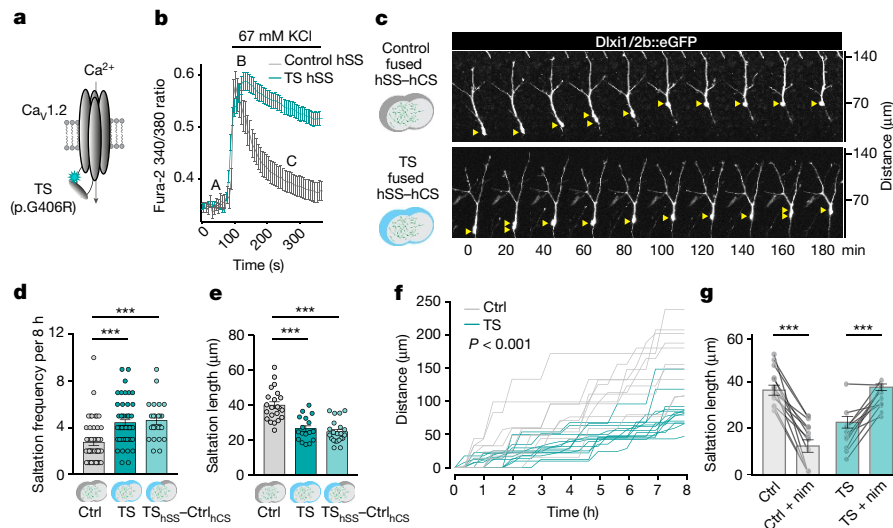 a
Ca²⁺
CaV1.2
TS
(p.G406R)
b
67 mM KCl
Control hSS
TS hSS
B
A
C
Fura-2 340/380 ratio
0.6
0.5
0.4
0
100
200
300
Time (s)
c
Dlxi1/2b::eGFP
Control
fused
hSS–hCS
TS
fused
hSS–hCS
140
70
140
70
Distance (μm)
0 20 40 60 80 100 120 140 160 180 min
d
***
***
Saltation frequency per 8 h
12
8
4
0
Ctrl TS TShSS–CtrlhCS
e
***
***
Saltation length (μm)
80
60
40
20
0
Ctrl TS TShSS–CtrlhCS
f
Ctrl
TS
P < 0.001
Distance (μm)
250
200
150
100
50
0
0 1 2 3 4 5 6 7 8
Time (h)
g
*** ***
Saltation length (μm)
60
40
20
0
Ctrl
Ctrl + nim
TS
TS + nim